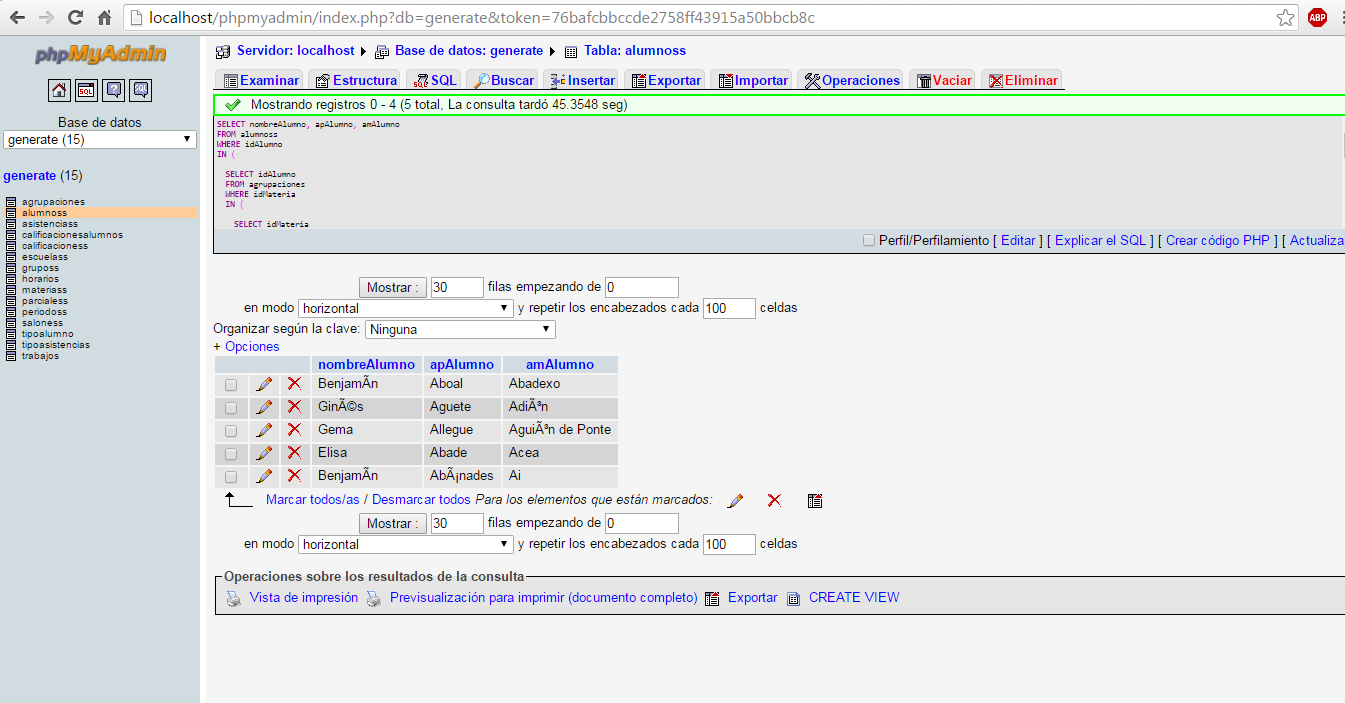 localhost/phpmyadmin/index.php?db=generate&token=76bafcbbccde2758ff43915a50bbcb8c
ABP
phpMyAdmin
SQL
Base de datos
generate (15)
generate (15)
agrupaciones
alumnoss
asistenciass
calificacionesalumnos
calificacioness
escuelass
gruposs
horarios
materiass
parcialess
periodoss
saloness
tipoalumno
tipoasistencias
trabajos
Servidor: localhost Base de datos: generate Tabla: alumnoss
Examinar Estructura SQL Buscar Insertar Exportar Importar Operaciones Vaciar Eliminar
Mostrando registros 0 - 4 (5 total, La consulta tardó 45.3548 seg)
SELECT nombreAlumno, apAlumno, amAlumno
FROM alumnoss
WHERE idAlumno
IN (
SELECT idAlumno
FROM agrupaciones
WHERE idMateria
IN (
SELECT idMateria
Perfil/Perfilamiento [ Editar ] [ Explicar el SQL ] [ Crear código PHP ] [ Actualiza
Mostrar : 30 filas empezando de 0
en modo horizontal y repetir los encabezados cada 100 celdas
Organizar según la clave: Ninguna
+ Opciones
nombreAlumno apAlumno amAlumno
BenjamÃn Aboal Abadexo
GinÃ©s Aguete AdiÃ³n
Gema Allegue AguiÃ³n de Ponte
Elisa Abade Acea
BenjamÃn AbÃ¡nades Ai
Marcar todos/as / Desmarcar todos Para los elementos que están marcados:
Mostrar : 30 filas empezando de 0
en modo horizontal y repetir los encabezados cada 100 celdas
Operaciones sobre los resultados de la consulta
Vista de impresión Previsualización para imprimir (documento completo) Exportar CREATE VIEW